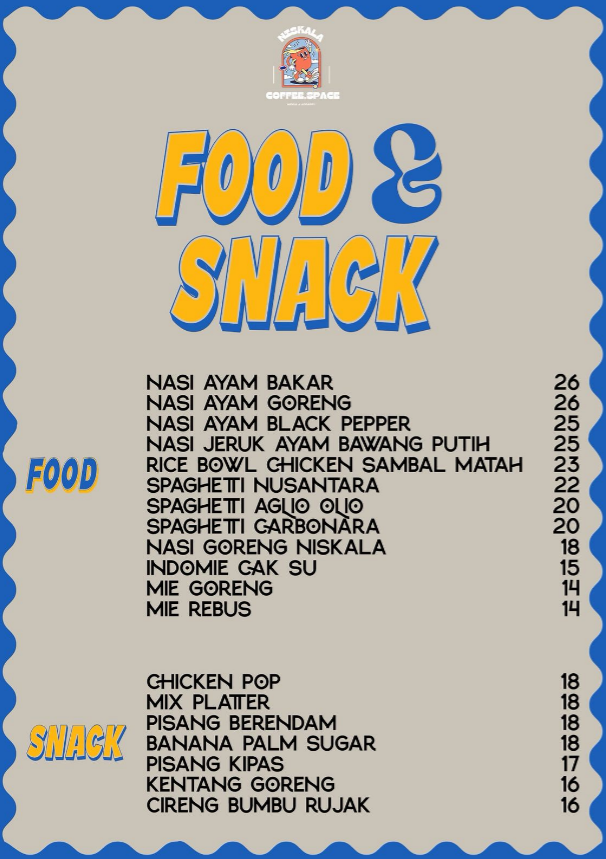 NISKALA
COFFEE.SPACE
FOOD &
SNACK
FOOD
NASI AYAM BAKAR 26
NASI AYAM GORENG 26
NASI AYAM BLACK PEPPER 25
NASI JERUK AYAM BAWANG PUTIH 25
RICE BOWL CHICKEN SAMBAL MATAH 23
SPAGHETTI NUSANTARA 22
SPAGHETTI AGLIO OLIO 20
SPAGHETTI CARBONARA 20
NASI GORENG NISKALA 18
INDOMIE CAK SU 15
MIE GORENG 14
MIE REBUS 14
SNACK
CHICKEN POP 18
MIX PLATTER 18
PISANG BERENDAM 18
BANANA PALM SUGAR 18
PISANG KIPAS 17
KENTANG GORENG 16
CIRENG BUMBU RUJAK 16